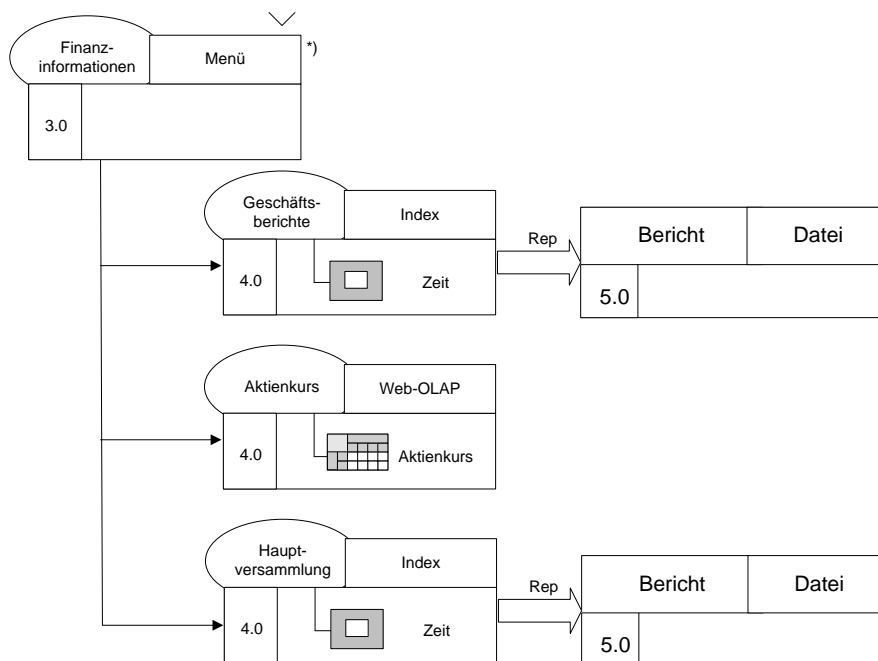 Finanz-
informationen
Menü
*)
3.0
Geschäfts-
berichte
Index
4.0
Zeit
Rep
Bericht
Datei
5.0
Aktienkurs
Web-OLAP
4.0
Aktienkurs
Haupt-
versammlung
Index
4.0
Zeit
Rep
Bericht
Datei
5.0